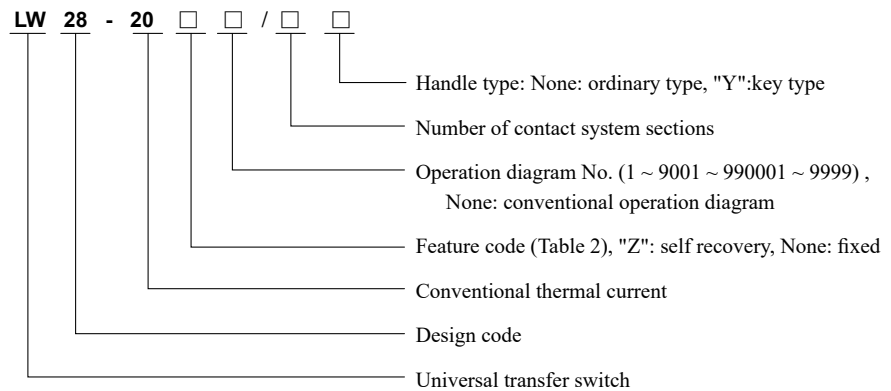 LW 28 - 20 □ □ / □ □
Handle type: None: ordinary type, "Y":key type
Number of contact system sections
Operation diagram No. (1 ~ 9001 ~ 990001 ~ 9999) ,
None: conventional operation diagram
Feature code (Table 2), "Z": self recovery, None: fixed
Conventional thermal current
Design code
Universal transfer switch